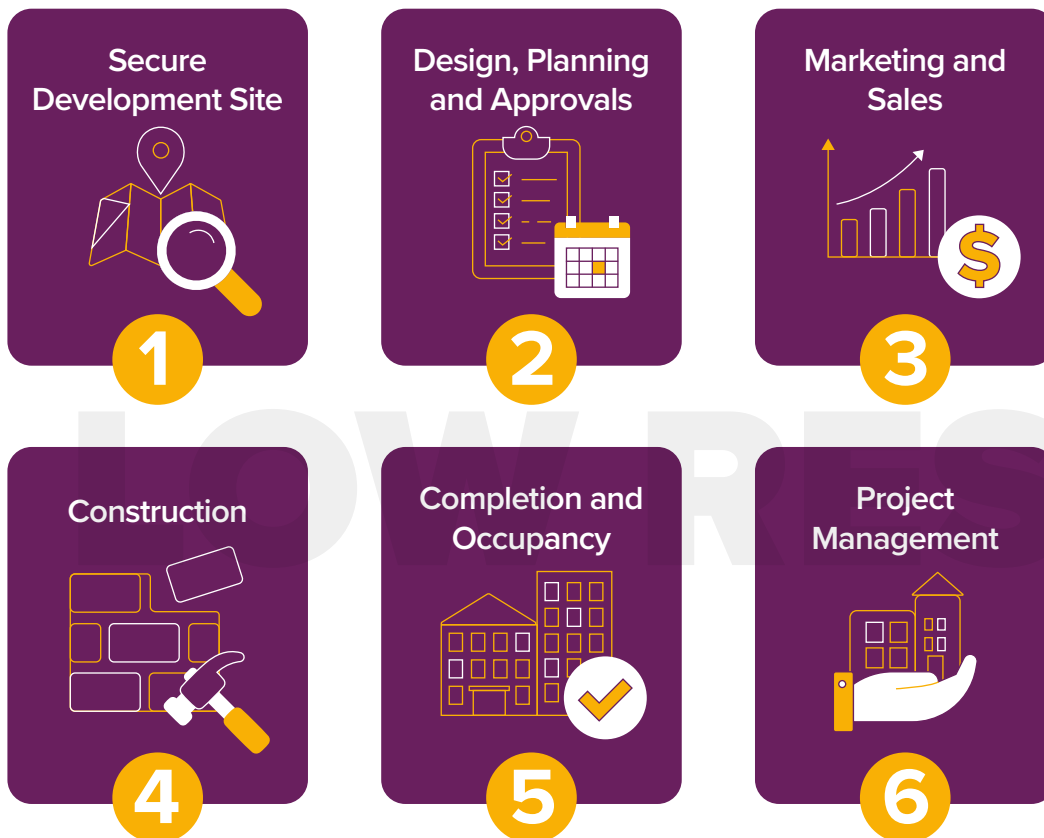 Secure
Development Site
1
Design, Planning
and Approvals
2
Marketing and
Sales
$
3
LOW RES
Construction
4
Completion and
Occupancy
5
Project
Management
6